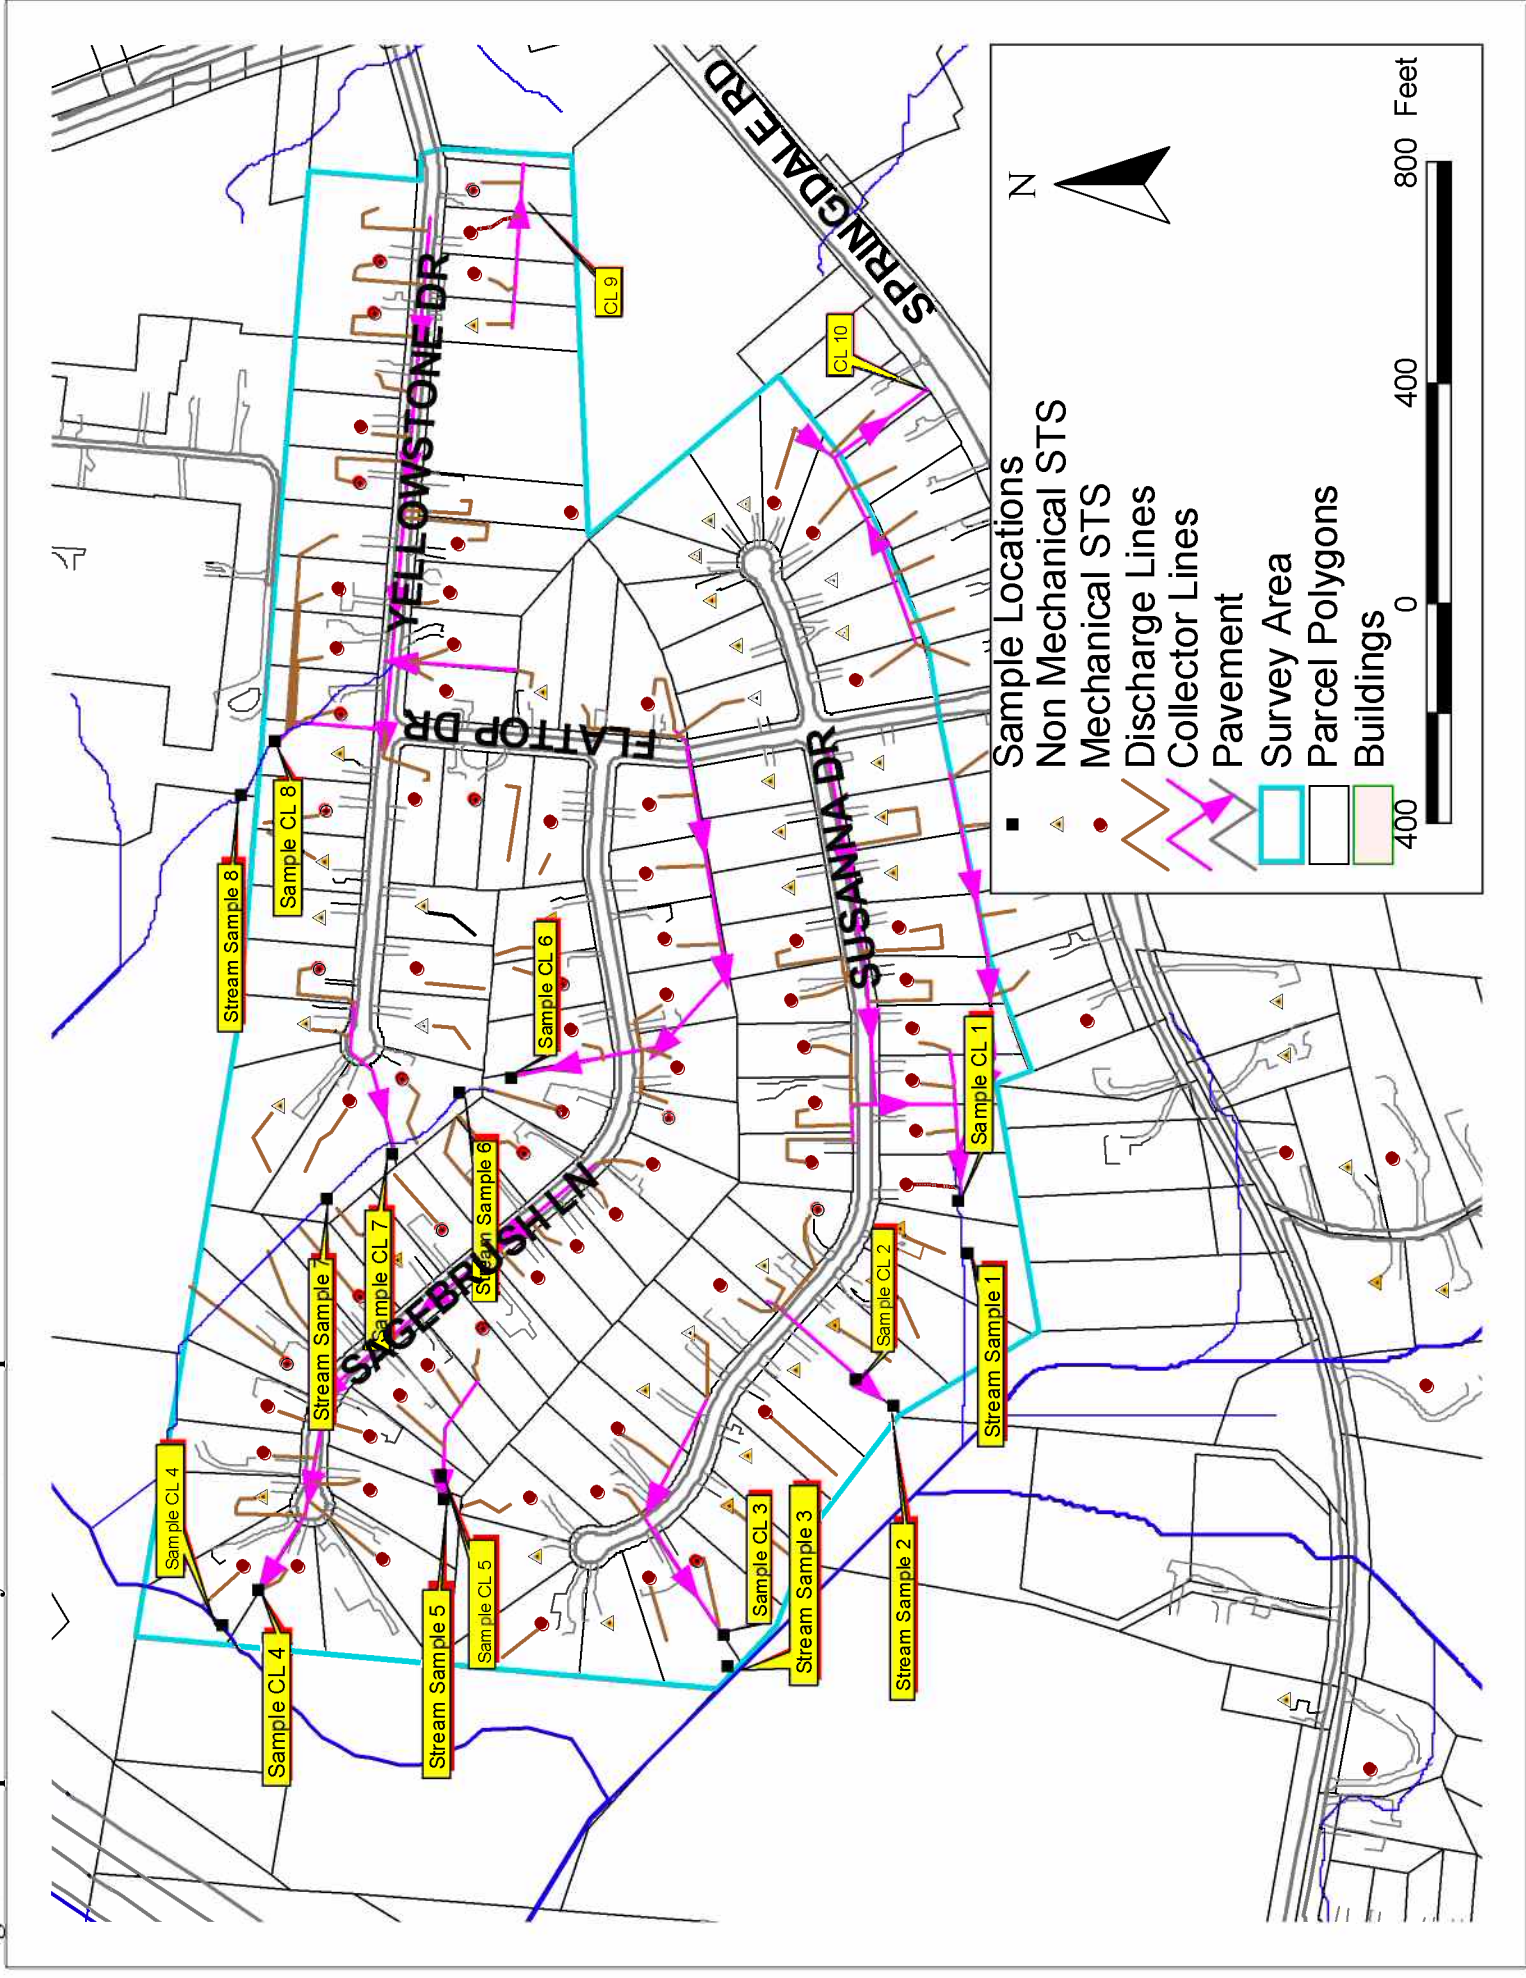 Stream Sample 8
Sample CL 8
YELLOWSTONE DR
CL 9
SPRINGDALE RD
CL 10
FLATTOP DR
SUSANNA DR
Sample CL 6
Sample CL 1
Stream Sample 6
Sample CL 7
Stream Sample 7
SAGEBRUSH LN
Sample CL 2
Stream Sample 1
Sample CL 4
Sample CL 4
Stream Sample 5
Sample CL 5
Sample CL 3
Stream Sample 3
Stream Sample 2
N
Sample Locations
Non Mechanical STS
Mechanical STS
Discharge Lines
Collector Lines
Pavement
Survey Area
Parcel Polygons
Buildings
400 0 400 800 Feet